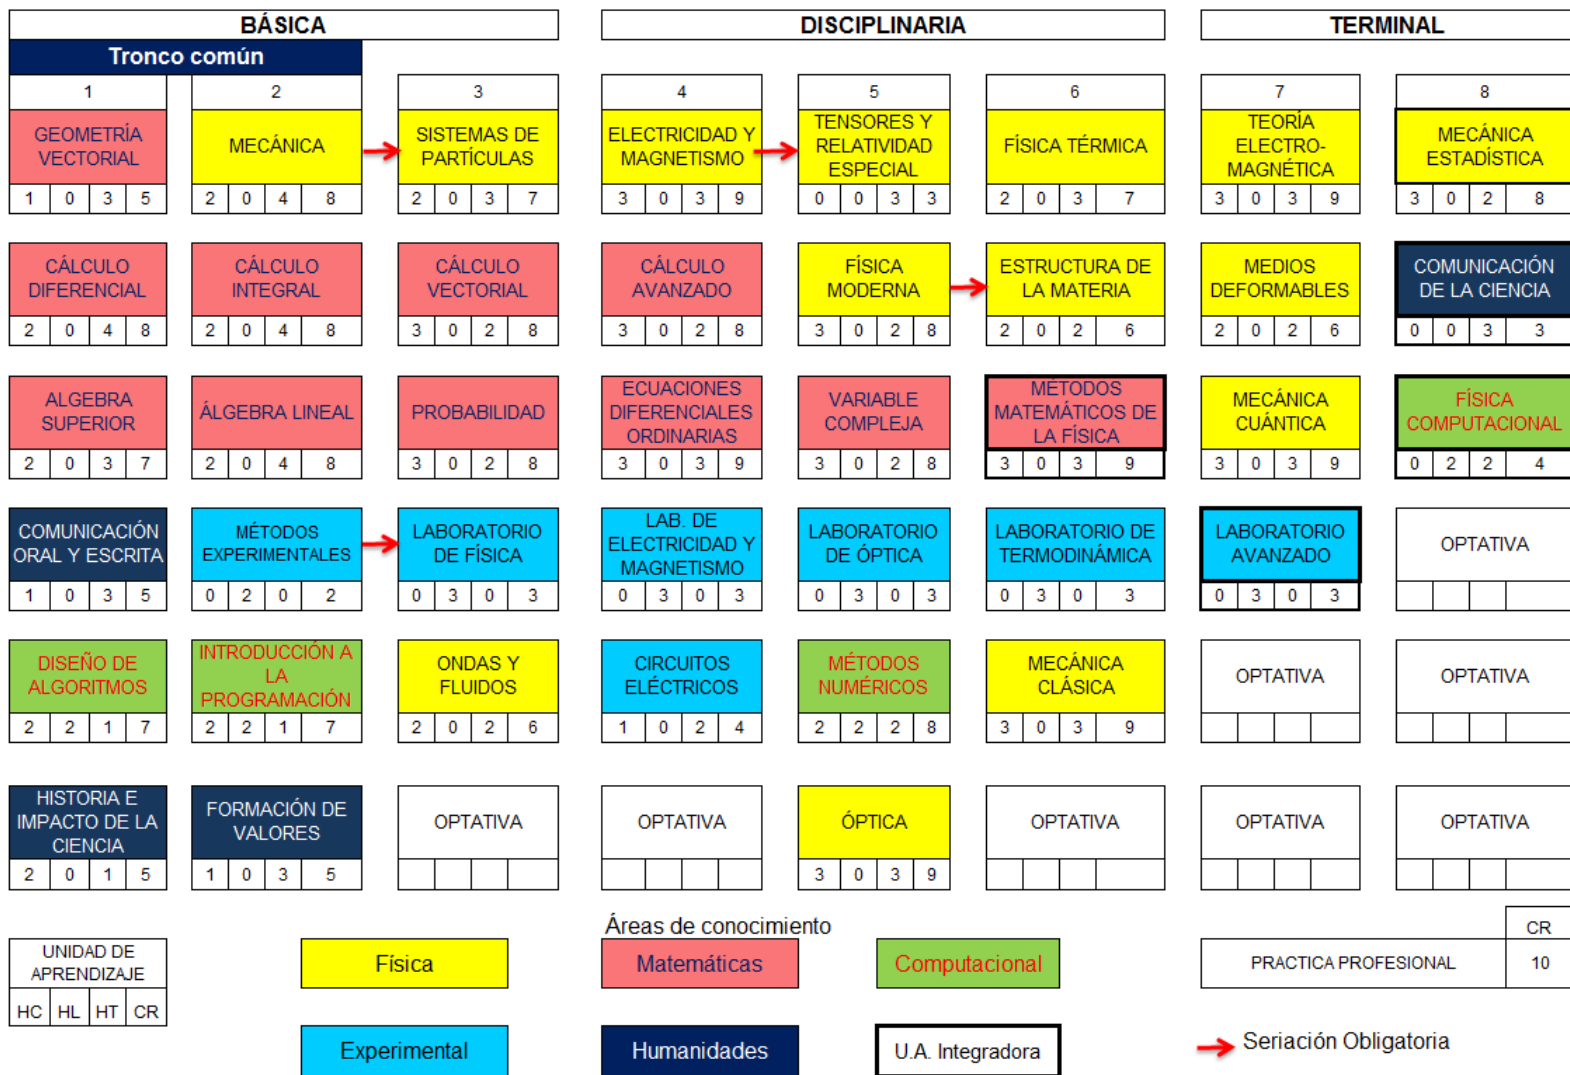 BÁSICA DISCIPLINARIA TERMINAL
Tronco común
1 2 3 4 5 6 7 8
GEOMETRÍA
VECTORIAL
MECÁNICA
SISTEMAS DE
PARTÍCULAS
ELECTRICIDAD Y
MAGNETISMO
TENSORES Y
RELATIVIDAD
ESPECIAL
FÍSICA TÉRMICA
TEORÍA
ELECTRO-
MAGNÉTICA
MECÁNICA
ESTADÍSTICA
1 0 3 5 2 0 4 8 2 0 3 7 3 0 3 9 0 0 3 3 2 0 3 7 3 0 3 9 3 0 2 8
CÁLCULO
DIFERENCIAL
CÁLCULO
INTEGRAL
CÁLCULO
VECTORIAL
CÁLCULO
AVANZADO
FÍSICA
MODERNA
ESTRUCTURA DE
LA MATERIA
MEDIOS
DEFORMABLES
COMUNICACIÓN
DE LA CIENCIA
2 0 4 8 2 0 4 8 3 0 2 8 3 0 2 8 3 0 2 8 2 0 2 6 2 0 2 6 0 0 3 3
ALGEBRA
SUPERIOR
ÁLGEBRA LINEAL
PROBABILIDAD
ECUACIONES
DIFERENCIALES
ORDINARIAS
VARIABLE
COMPLEJA
MÉTODOS
MATEMÁTICOS DE
LA FÍSICA
MECÁNICA
CUÁNTICA
FÍSICA
COMPUTACIONAL
2 0 3 7 2 0 4 8 3 0 2 8 3 0 3 9 3 0 2 8 3 0 3 9 3 0 3 9 0 2 2 4
COMUNICACIÓN
ORAL Y ESCRITA
MÉTODOS
EXPERIMENTALES
LABORATORIO
DE FÍSICA
LAB. DE
ELECTRICIDAD Y
MAGNETISMO
LABORATORIO
DE ÓPTICA
LABORATORIO DE
TERMODINÁMICA
LABORATORIO
AVANZADO
OPTATIVA
1 0 3 5 0 2 0 2 0 3 0 3 0 3 0 3 0 3 0 3 0 3 0 3 0 3 0 3
DISEÑO DE
ALGORITMOS
INTRODUCCIÓN A
LA
PROGRAMACIÓN
ONDAS Y
FLUIDOS
CIRCUITOS
ELÉCTRICOS
MÉTODOS
NUMÉRICOS
MECÁNICA
CLÁSICA
OPTATIVA
OPTATIVA
2 2 1 7 2 2 1 7 2 0 2 6 1 0 2 4 2 2 2 8 3 0 3 9
HISTORIA E
IMPACTO DE LA
CIENCIA
FORMACIÓN DE
VALORES
OPTATIVA
OPTATIVA
ÓPTICA
OPTATIVA
OPTATIVA
OPTATIVA
2 0 1 5 1 0 3 5 3 0 3 9
Áreas de conocimiento
UNIDAD DE
APRENDIZAJE
HC HL HT CR
Física
Matemáticas
Computacional
CR
PRACTICA PROFESIONAL 10
Experimental
Humanidades
U.A. Integradora
Seriación Obligatoria